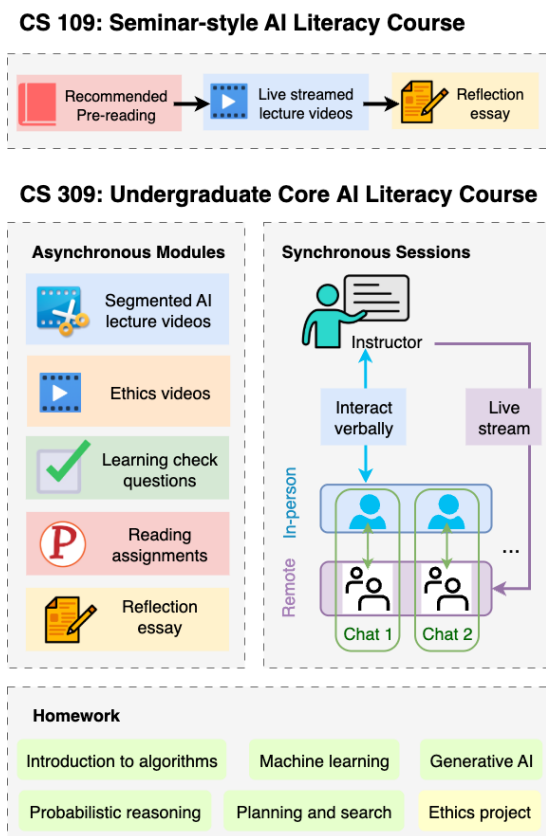 CS 109: Seminar-style AI Literacy Course
Recommended
Pre-reading
Live streamed
lecture videos
Reflection
essay
CS 309: Undergraduate Core AI Literacy Course
Asynchronous Modules
Segmented AI
lecture videos
Ethics videos
Learning check
questions
P
Reading
assignments
Reflection
essay
Synchronous Sessions
Instructor
Interact
verbally
Live
stream
In-person
...
Remote
Chat 1
Chat 2
Homework
Introduction to algorithms
Machine learning
Generative AI
Probabilistic reasoning
Planning and search
Ethics project